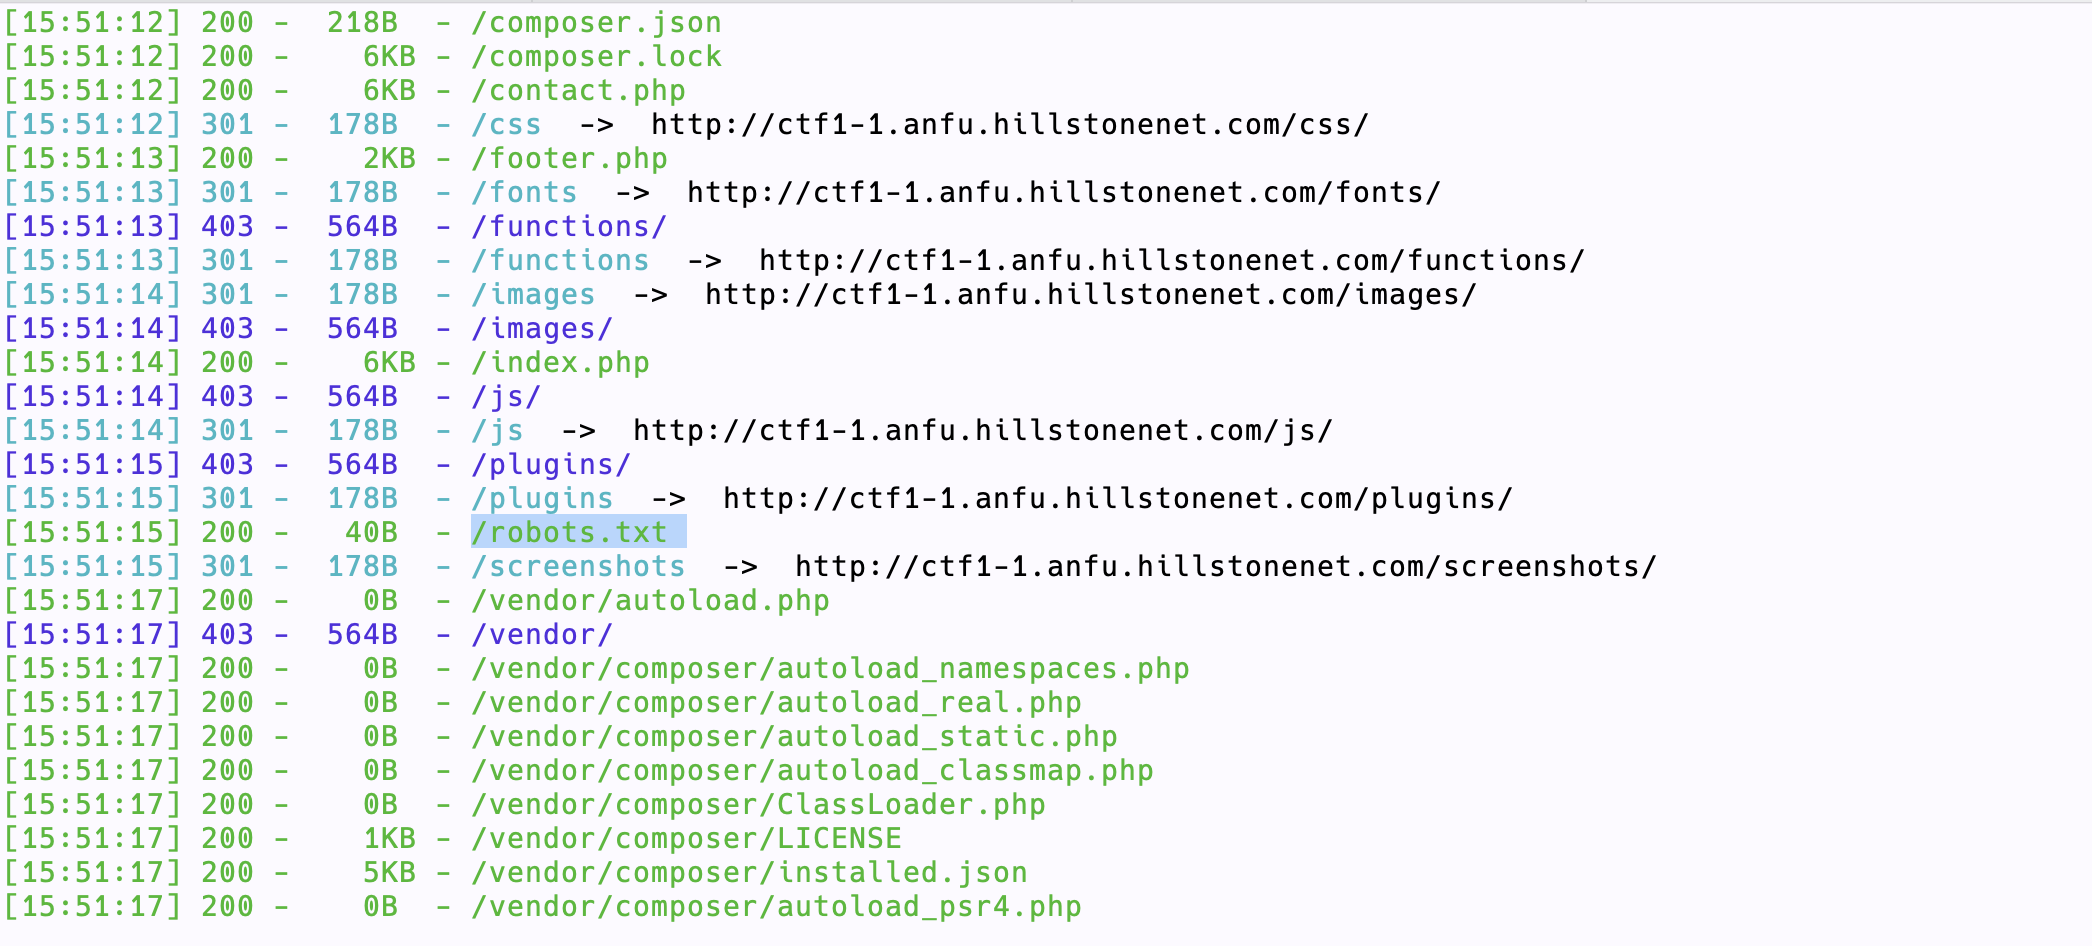 [15:51:12] 200 -  218B  - /composer.json
[15:51:12] 200 -    6KB - /composer.lock
[15:51:12] 200 -    6KB - /contact.php
[15:51:12] 301 -  178B  - /css  ->  http://ctf1-1.anfu.hillstonenet.com/css/
[15:51:13] 200 -    2KB - /footer.php
[15:51:13] 301 -  178B  - /fonts  ->  http://ctf1-1.anfu.hillstonenet.com/fonts/
[15:51:13] 403 -  564B  - /functions/
[15:51:13] 301 -  178B  - /functions  ->  http://ctf1-1.anfu.hillstonenet.com/functions/
[15:51:14] 301 -  178B  - /images  ->  http://ctf1-1.anfu.hillstonenet.com/images/
[15:51:14] 403 -  564B  - /images/
[15:51:14] 200 -    6KB - /index.php
[15:51:14] 403 -  564B  - /js/
[15:51:14] 301 -  178B  - /js  ->  http://ctf1-1.anfu.hillstonenet.com/js/
[15:51:15] 403 -  564B  - /plugins/
[15:51:15] 301 -  178B  - /plugins  ->  http://ctf1-1.anfu.hillstonenet.com/plugins/
[15:51:15] 200 -   40B  - /robots.txt
[15:51:15] 301 -  178B  - /screenshots  ->  http://ctf1-1.anfu.hillstonenet.com/screenshots/
[15:51:17] 200 -    0B  - /vendor/autoload.php
[15:51:17] 403 -  564B  - /vendor/
[15:51:17] 200 -    0B  - /vendor/composer/autoload_namespaces.php
[15:51:17] 200 -    0B  - /vendor/composer/autoload_real.php
[15:51:17] 200 -    0B  - /vendor/composer/autoload_static.php
[15:51:17] 200 -    0B  - /vendor/composer/autoload_classmap.php
[15:51:17] 200 -    0B  - /vendor/composer/ClassLoader.php
[15:51:17] 200 -    1KB - /vendor/composer/LICENSE
[15:51:17] 200 -    5KB - /vendor/composer/installed.json
[15:51:17] 200 -    0B  - /vendor/composer/autoload_psr4.php